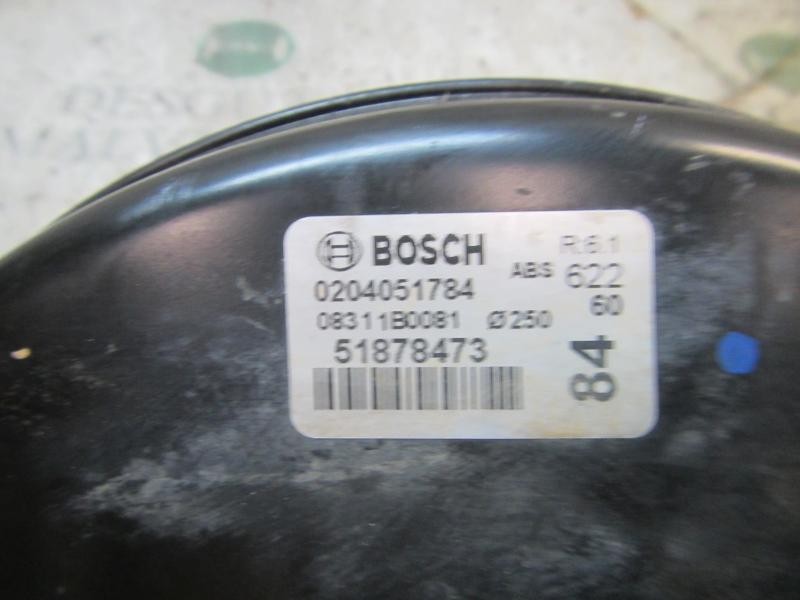 BOSCH R:6.1
0204051784 ABS 622
60
08311B0081 Ø250
51878473 84